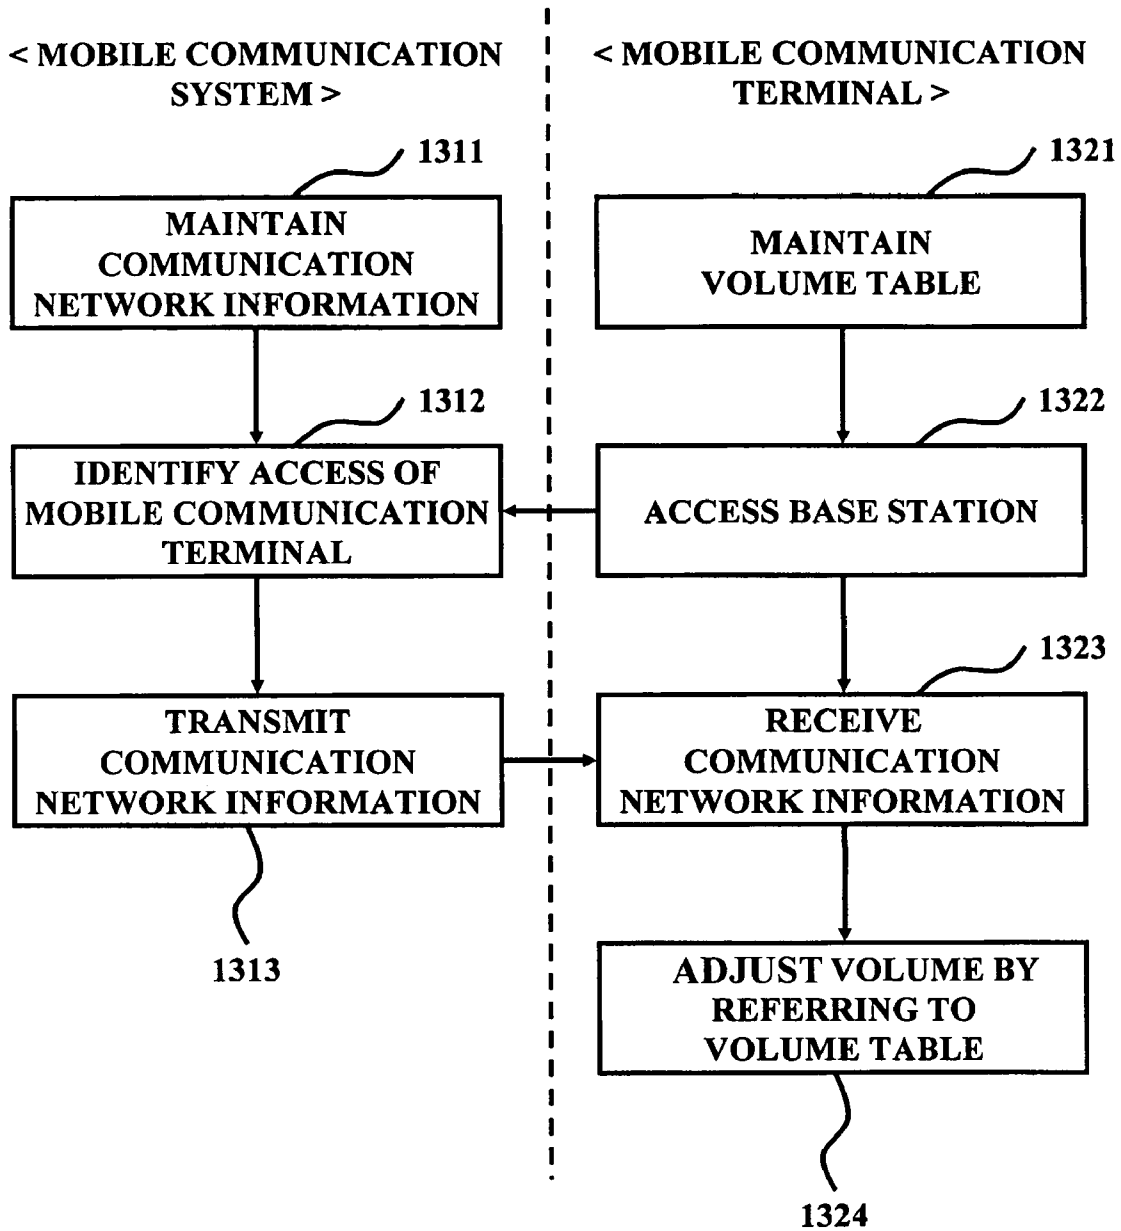 < MOBILE COMMUNICATION
SYSTEM >
1311
MAINTAIN
COMMUNICATION
NETWORK INFORMATION
1312
IDENTIFY ACCESS OF
MOBILE COMMUNICATION
TERMINAL
TRANSMIT
COMMUNICATION
NETWORK INFORMATION
1313
< MOBILE COMMUNICATION
TERMINAL >
1321
MAINTAIN
VOLUME TABLE
1322
ACCESS BASE STATION
1323
RECEIVE
COMMUNICATION
NETWORK INFORMATION
ADJUST VOLUME BY
REFERRING TO
VOLUME TABLE
1324